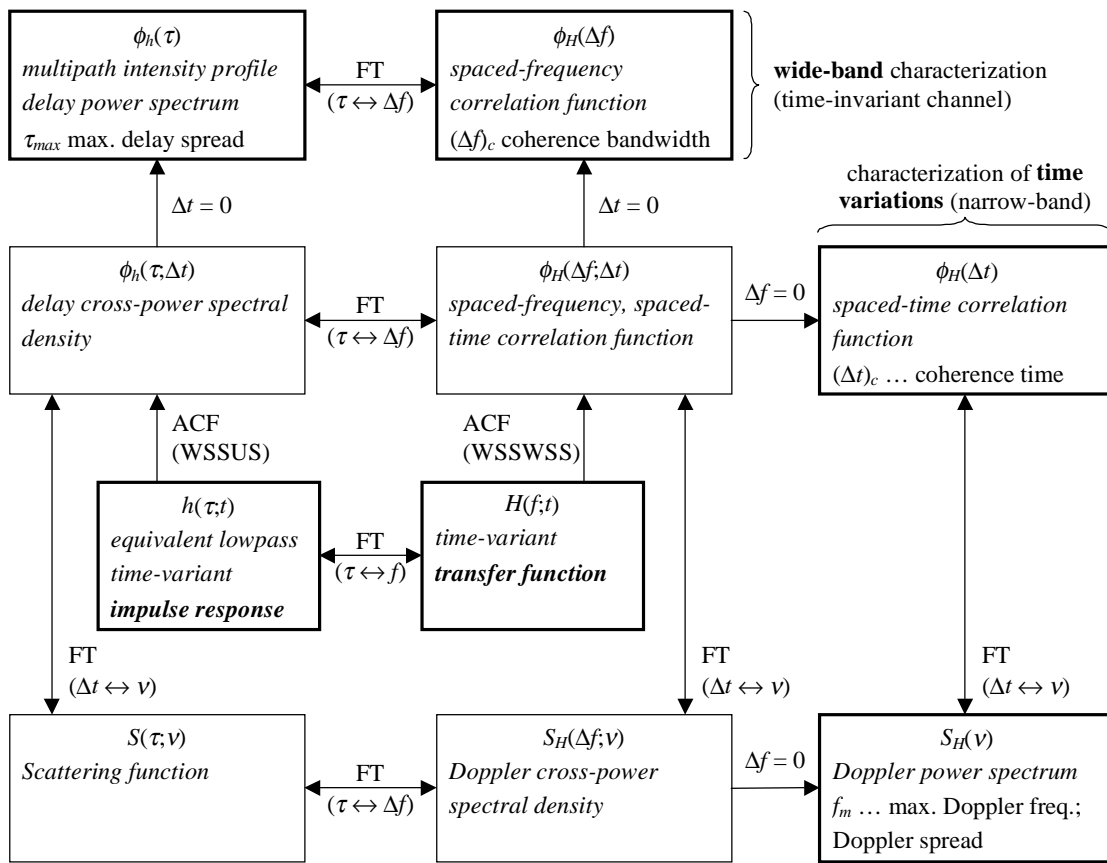 ϕh(τ)
multipath intensity profile
delay power spectrum
τmax max. delay spread
FT
(τ ↔ Δf)
ϕH(Δf)
spaced-frequency
correlation function
(Δf)c coherence bandwidth
wide-band characterization
(time-invariant channel)
Δt = 0
Δt = 0
characterization of time
variations (narrow-band)
ϕh(τ;Δt)
delay cross-power spectral
density
FT
(τ ↔ Δf)
ϕH(Δf;Δt)
spaced-frequency, spaced-
time correlation function
Δf = 0
ϕH(Δt)
spaced-time correlation
function
(Δt)c … coherence time
ACF
(WSSUS)
ACF
(WSSWSS)
h(τ;t)
equivalent lowpass
time-variant
impulse response
FT
(τ ↔ f)
H(f;t)
time-variant
transfer function
FT
(Δt ↔ ν)
FT
(Δt ↔ ν)
FT
(Δt ↔ ν)
S(τ;ν)
Scattering function
FT
(τ ↔ Δf)
SH(Δf;ν)
Doppler cross-power
spectral density
Δf = 0
SH(ν)
Doppler power spectrum
fm … max. Doppler freq.;
Doppler spread